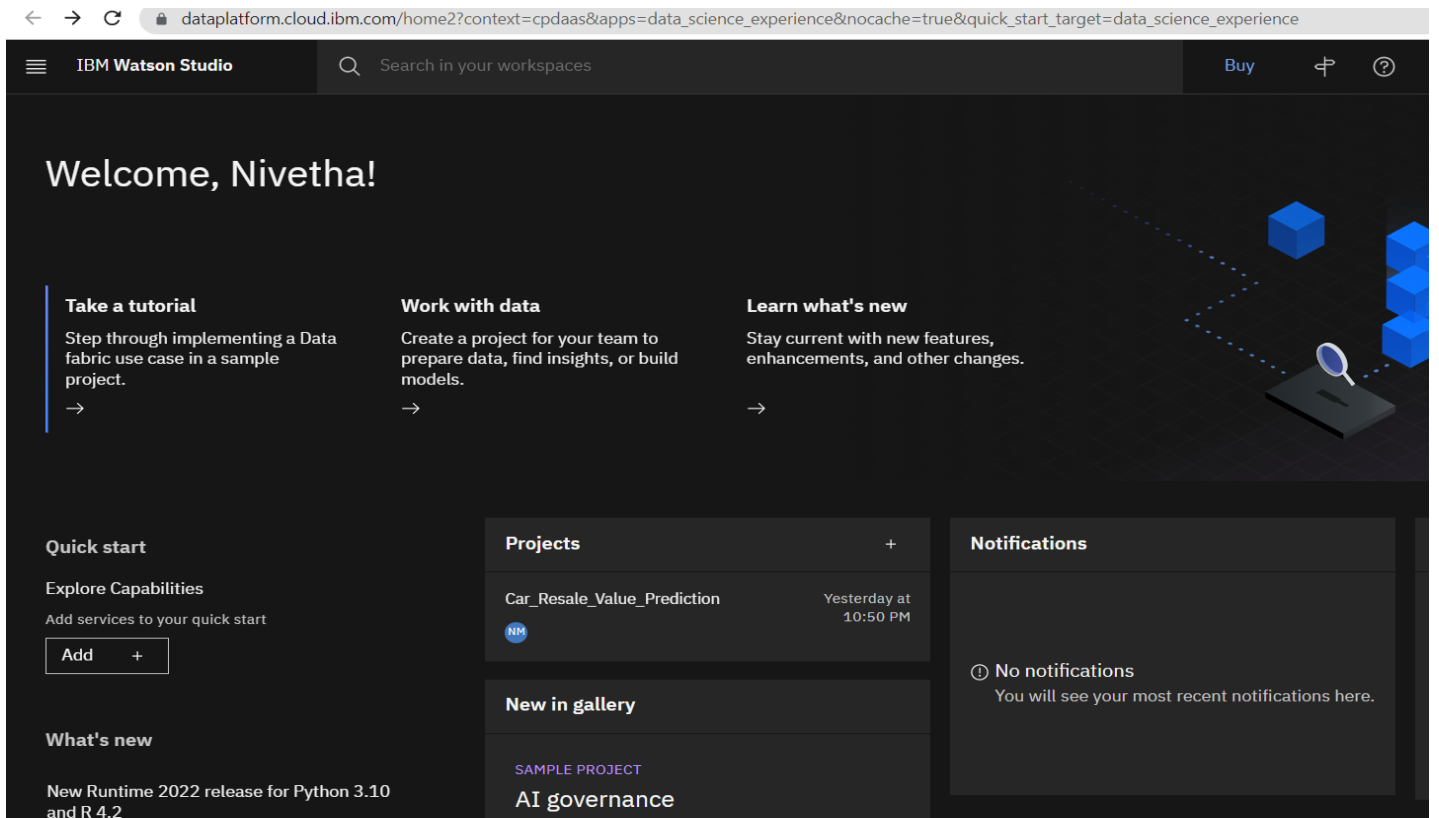 dataplatform.cloud.ibm.com/home2?context=cpdaas&apps=data_science_experience&nocache=true&quick_start_target=data_science_experience
IBM Watson Studio
Search in your workspaces
Buy
Welcome, Nivetha!
Take a tutorial
Step through implementing a Data
fabric use case in a sample
project.
Work with data
Create a project for your team to
prepare data, find insights, or build
models.
Learn what's new
Stay current with new features,
enhancements, and other changes.
Quick start
Explore Capabilities
Add services to your quick start
Add +
What's new
New Runtime 2022 release for Python 3.10
and R 4.2
Projects +
Car_Resale_Value_Prediction
Yesterday at
10:50 PM
NM
New in gallery
SAMPLE PROJECT
AI governance
Notifications
No notifications
You will see your most recent notifications here.